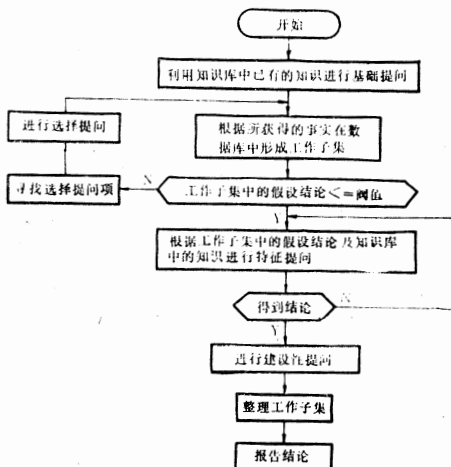 开始
利用知识库中已有的知识进行基础提问
进行选择提问
根据所获得的事实在数
据库中形成工作子集
寻找选择提问项
N
工作子集中的假设结论>=阀值
Y
根据工作子集中的假设结论及知识库
中的知识进行特征提问
得到结论
N
Y
进行建设性提问
整理工作子集
报告结论